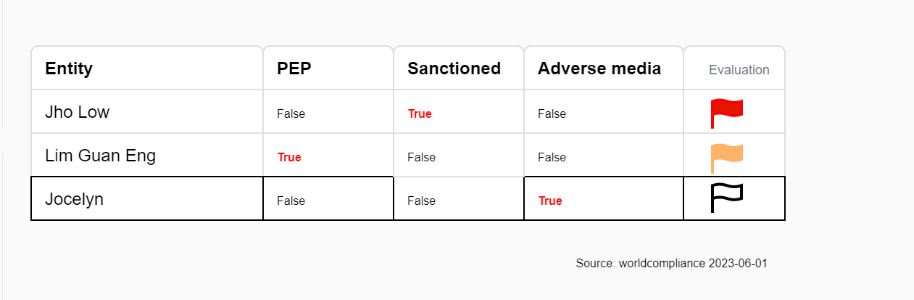 Entity PEP Sanctioned Adverse media Evaluation
Jho Low False True False
Lim Guan Eng True False False
Jocelyn False False True
Source: worldcompliance 2023-06-01